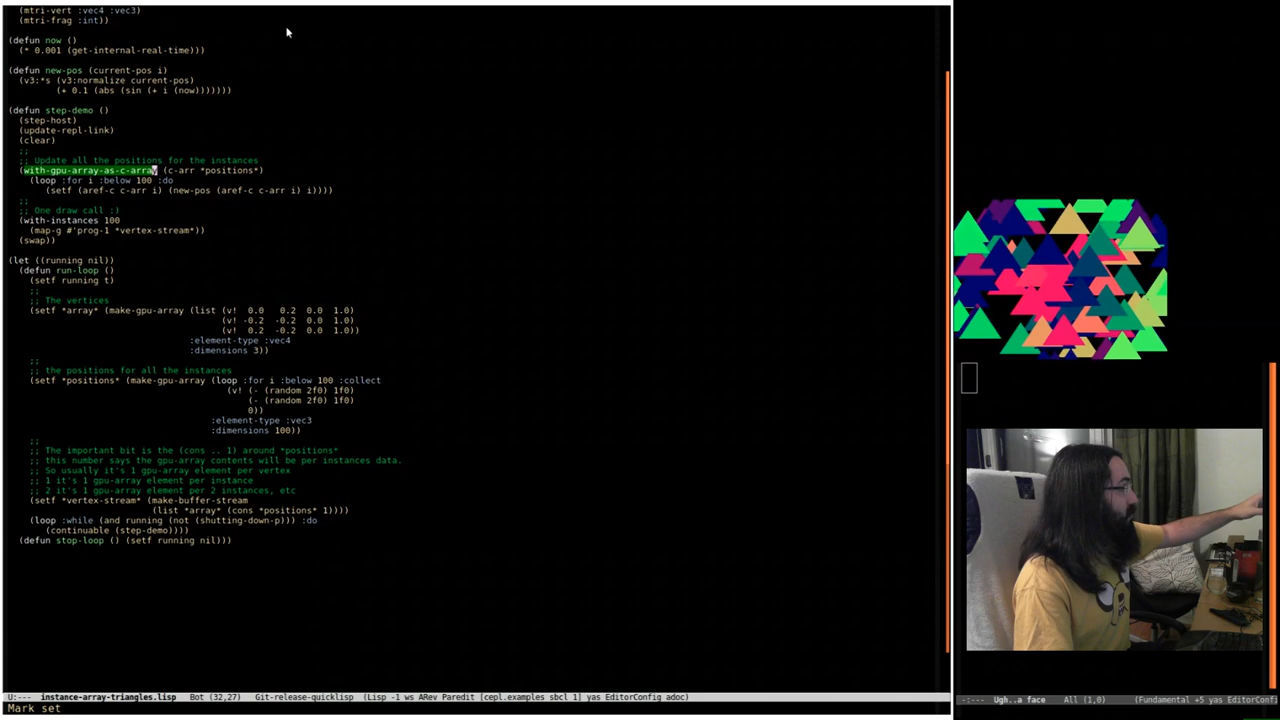 (mtri-vert :vec4 :vec3)
(mtri-frag :int))
(defun now ()
(* 0.001 (get-internal-real-time)))
(defun new-pos (current-pos i)
(v3:*s (v3:normalize current-pos)
(+ 0.1 (abs (sin (+ i (now)))))))
(defun step-demo ()
(step-host)
(update-repl-link)
(clear)
;;
;; Update all the positions for the instances
(with-gpu-array-as-c-array (c-arr *positions*)
(loop :for i :below 100 :do
(setf (aref-c c-arr i) (new-pos (aref-c c-arr i) i))))
;;
;; One draw call :)
(with-instances 100
(map-g #'prog-1 *vertex-stream*))
(swap))
(let ((running nil))
(defun run-loop ()
(setf running t)
;;
;; The vertices
(setf *array* (make-gpu-array (list (v!  0.0   0.2  0.0  1.0)
(v! -0.2  -0.2  0.0  1.0)
(v!  0.2  -0.2  0.0  1.0))
:element-type :vec4
:dimensions 3))
;;
;; the positions for all the instances
(setf *positions* (make-gpu-array (loop :for i :below 100 :collect
(v! (- (random 2f0) 1f0)
(- (random 2f0) 1f0)
0))
:element-type :vec3
:dimensions 100))
;;
;; The important bit is the (cons .. 1) around *positions*
;; this number says the gpu-array contents will be per instances data.
;; So usually it's 1 gpu-array element per vertex
;; 1 it's 1 gpu-array element per instance
;; 2 it's 1 gpu-array element per 2 instances, etc
(setf *vertex-stream* (make-buffer-stream
(list *array* (cons *positions* 1))))
(loop :while (and running (not (shutting-down-p))) :do
(continuable (step-demo))))
(defun stop-loop () (setf running nil)))
U:---  instance-array-triangles.lisp   Bot (32,27)   Git-release-quicklisp  (Lisp -1 ws ARev Paredit [cepl.examples sbcl 1] yas EditorConfig adoc)
Mark set
-:---  Ugh..a face    All (1,0)      (Fundamental +5 yas EditorConfi